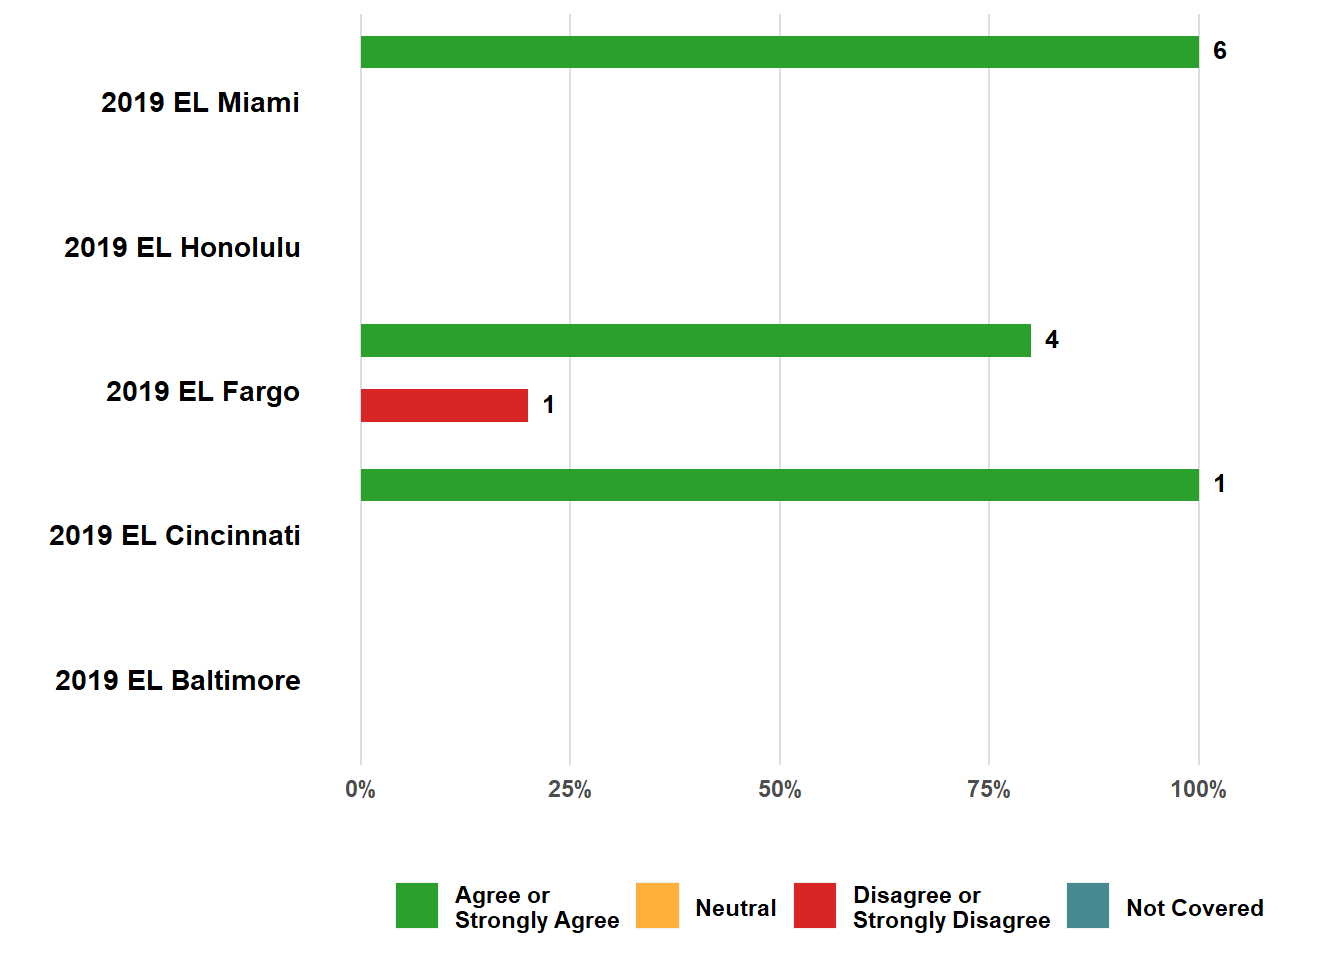 6
2019 EL Miami
2019 EL Honolulu
4
2019 EL Fargo
1
1
2019 EL Cincinnati
2019 EL Baltimore
0% 25% 50% 75% 100%
Agree or
Strongly Agree
Neutral
Disagree or
Strongly Disagree
Not Covered